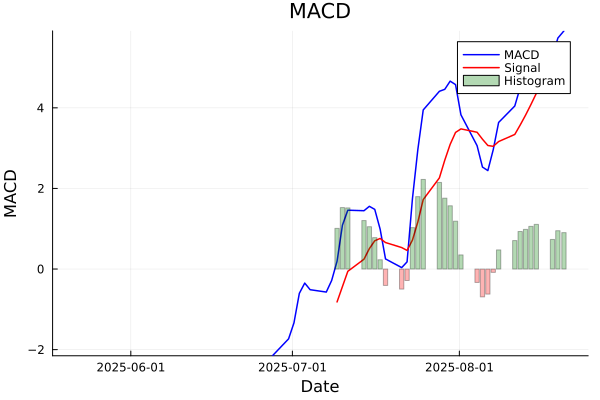 MACD
MACD
Signal
Histogram
MACD
4
2
0
−2
2025-06-01
2025-07-01
2025-08-01
Date